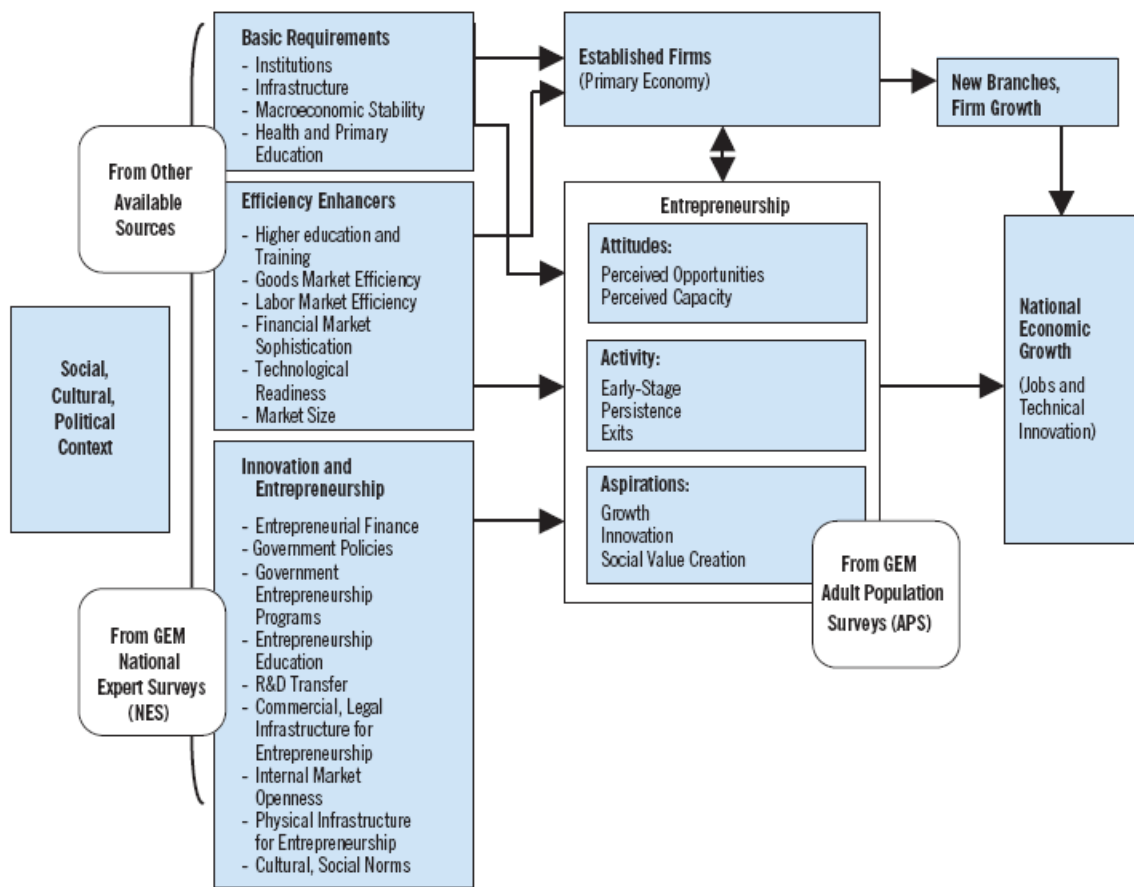 Social,
Cultural,
Political
Context
From Other
Available
Sources
From GEM
National
Expert Surveys
(NES)
Basic Requirements
- Institutions
- Infrastructure
- Macroeconomic Stability
- Health and Primary
Education
Efficiency Enhancers
- Higher education and
Training
- Goods Market Efficiency
- Labor Market Efficiency
- Financial Market
Sophistication
- Technological
Readiness
- Market Size
Innovation and
Entrepreneurship
- Entrepreneurial Finance
- Government Policies
- Government
Entrepreneurship
Programs
- Entrepreneurship
Education
- R&D Transfer
- Commercial, Legal
Infrastructure for
Entrepreneurship
- Internal Market
Openness
- Physical Infrastructure
for Entrepreneurship
- Cultural, Social Norms
Established Firms
(Primary Economy)
Entrepreneurship
Attitudes:
Perceived Opportunities
Perceived Capacity
Activity:
Early-Stage
Persistence
Exits
Aspirations:
Growth
Innovation
Social Value Creation
From GEM
Adult Population
Surveys (APS)
New Branches,
Firm Growth
National
Economic
Growth
(Jobs and
Technical
Innovation)